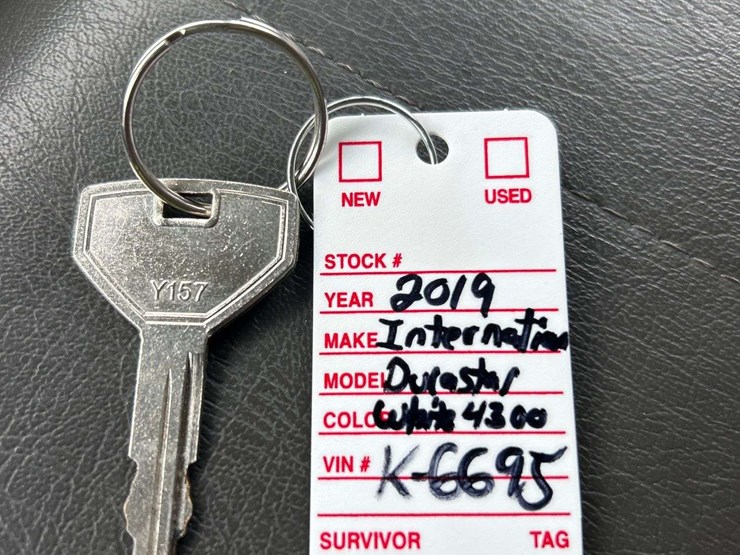 Y157
NEW USED
STOCK #
YEAR 2019
MAKE Internation
MODEL Durastar
COLOR White 4300
VIN # K-6695
SURVIVOR TAG